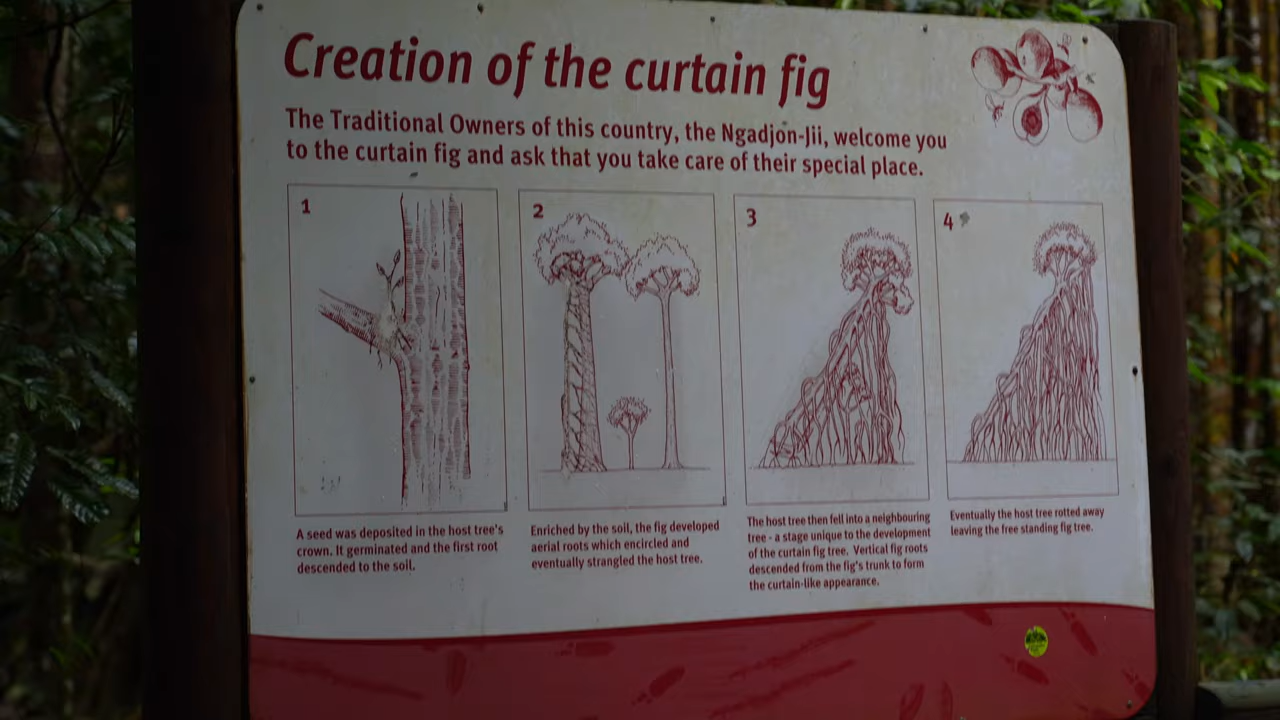 Creation of the curtain fig
The Traditional Owners of this country, the Ngadjon-Jii, welcome you
to the curtain fig and ask that you take care of their special place.
1
A seed was deposited in the host tree's
crown. It germinated and the first root
descended to the soil.
2
Enriched by the soil, the fig developed
aerial roots which encircled and
eventually strangled the host tree.
3
The host tree then fell into a neighbouring
tree - a stage unique to the development
of the curtain fig tree. Vertical fig roots
descended from the fig's trunk to form
the curtain-like appearance.
4
Eventually the host tree rotted away
leaving the free standing fig tree.